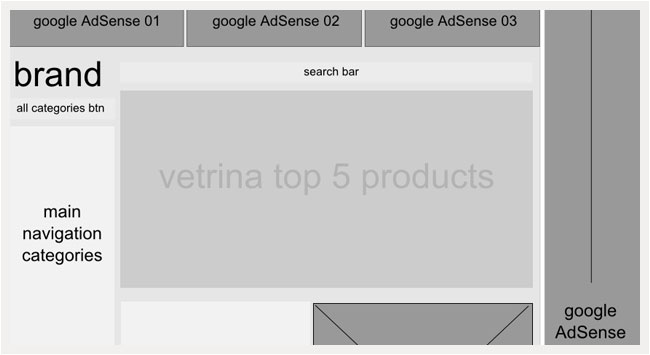 google AdSense 01
google AdSense 02
google AdSense 03
brand
search bar
all categories btn
vetrina top 5 products
main
navigation
categories
google
AdSense